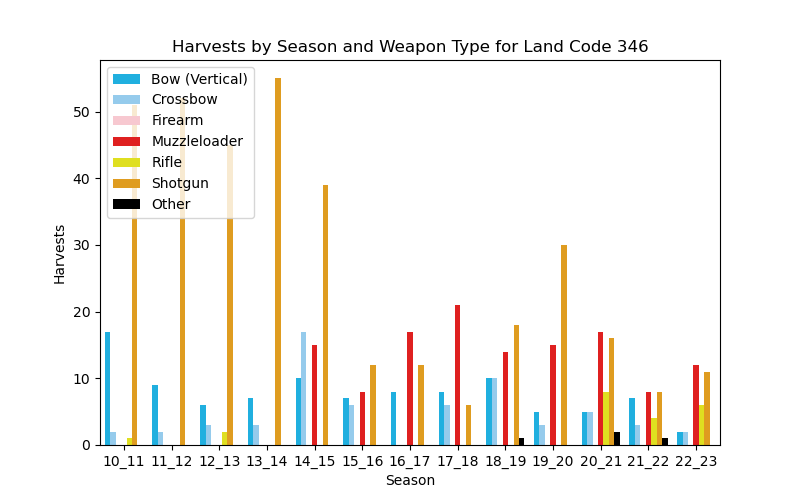 Harvests by Season and Weapon Type for Land Code 346
Bow (Vertical)
Crossbow
Firearm
Muzzleloader
Rifle
Shotgun
Other
50
40
30
20
10
0
Harvests
10_11 11_12 12_13 13_14 14_15 15_16 16_17 17_18 18_19 19_20 20_21 21_22 22_23
Season